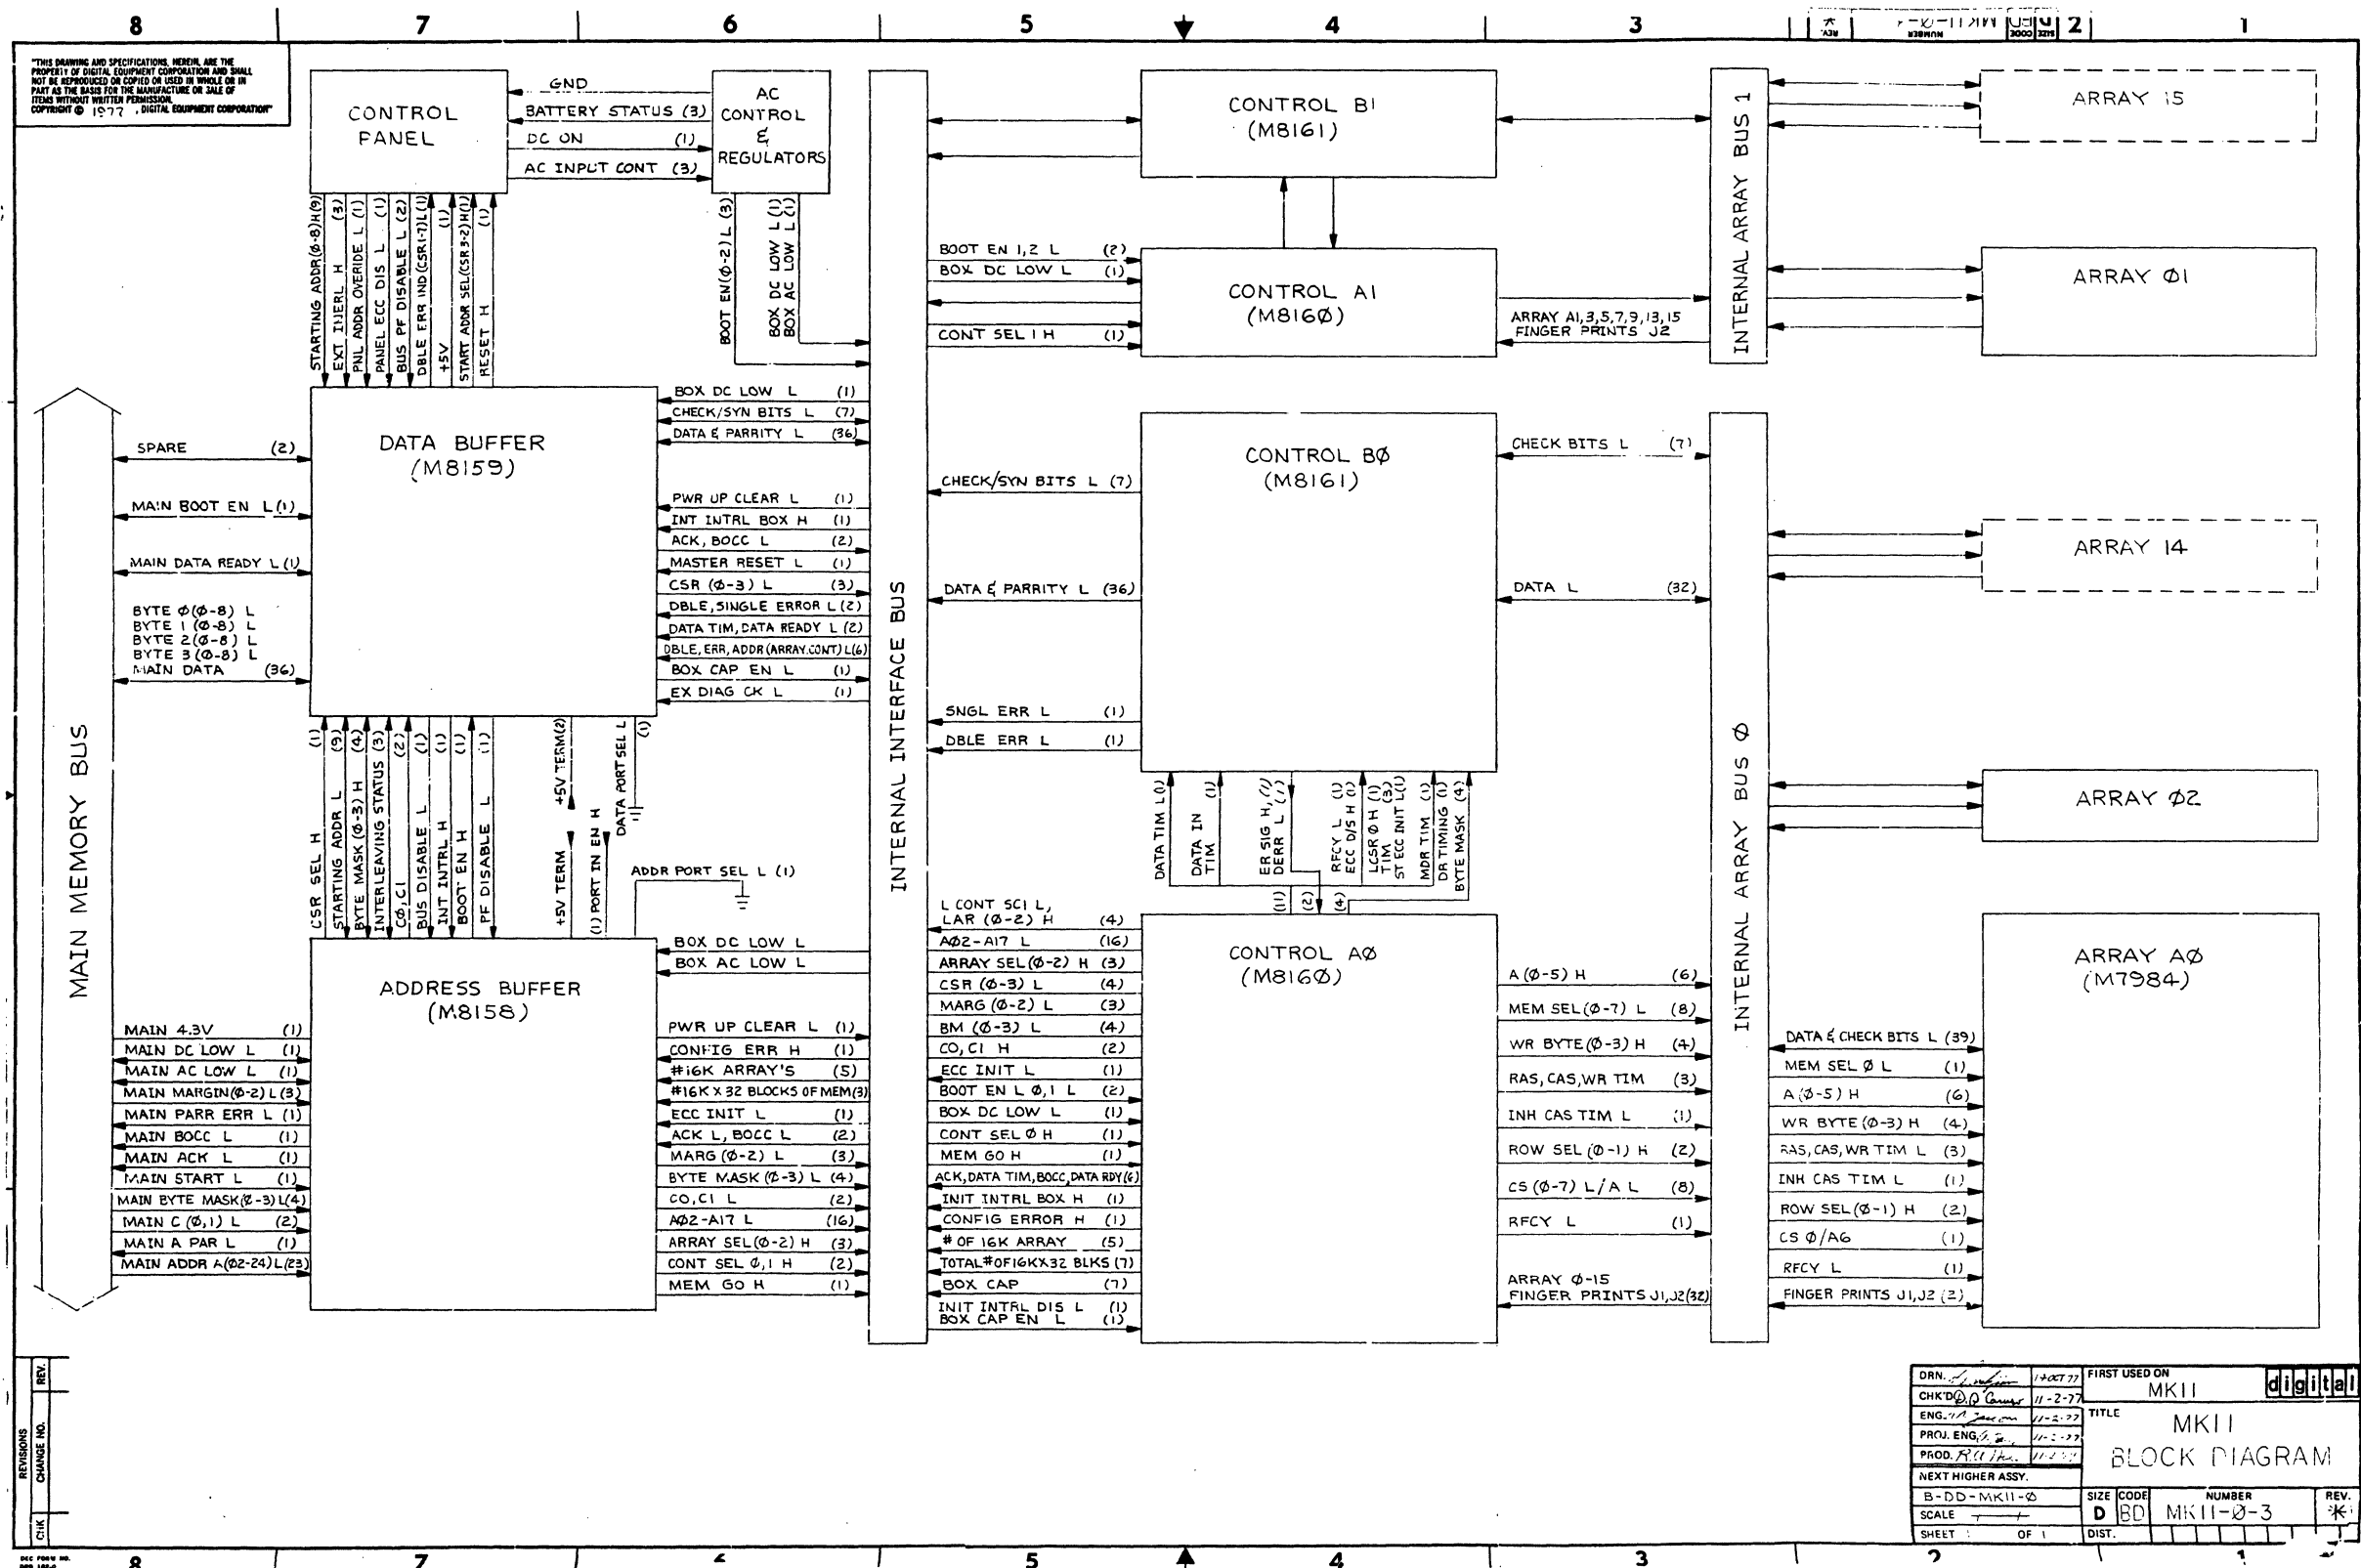 8 7 6 5 4 3 2 1
"THIS DRAWING AND SPECIFICATIONS, HEREIN, ARE THE
PROPERTY OF DIGITAL EQUIPMENT CORPORATION AND SHALL
NOT BE REPRODUCED OR COPIED OR USED IN WHOLE OR IN
PART AS THE BASIS FOR THE MANUFACTURE OR SALE OF
ITEMS WITHOUT WRITTEN PERMISSION.
COPYRIGHT © 1977 , DIGITAL EQUIPMENT CORPORATION"
REV.
NUMBER
SIZE CODE
CONTROL
PANEL
GND
BATTERY STATUS (3)
DC ON (1)
AC INPUT CONT (3)
AC
CONTROL
&
REGULATORS
STARTING ADDR(Ø-8)H(9)
EXT INERL H (3)
PNL ADDR OVERIDE L (1)
PANEL ECC DIS L (1)
BUS PF DISABLE L (2)
DBLE ERR IND(CSR1-7)L(1)
+5V (1)
START ADDR SEL(CSR3-2)H(1)
RESET H (1)
BOOT EN(Ø-2) L (3)
BOX DC LOW L (1)
BOX AC LOW L (1)
MAIN MEMORY BUS
SPARE (2)
MAIN BOOT EN L(1)
MAIN DATA READY L (1)
BYTE Ø(Ø-8) L
BYTE 1 (Ø-8) L
BYTE 2(Ø-8) L
BYTE 3(Ø-8) L
MAIN DATA (36)
DATA BUFFER
(M8159)
BOX DC LOW L (1)
CHECK/SYN BITS L (7)
DATA & PARRITY L (36)
PWR UP CLEAR L (1)
INT INTRL BOX H (1)
ACK, BOCC L (2)
MASTER RESET L (1)
CSR (Ø-3) L (3)
DBLE,SINGLE ERROR L (2)
DATA TIM,DATA READY L (2)
DBLE,ERR,ADDR(ARRAY.CONT)L(6)
BOX CAP EN L (1)
EX DIAG CK L (1)
CSR SEL H (1)
STARTING ADDR L (9)
BYTE MASK (Ø-3) H (4)
INTERLEAVING STATUS (3)
CØ,C1 (2)
BUS DISABLE L (1)
INT INTRL H (1)
BOOT EN H (1)
PF DISABLE L (1)
+5V TERM(2)
+5V TERM
(1) PORT IN EN H
DATA PORT SEL L (1)
ADDR PORT SEL L (1)
ADDRESS BUFFER
(M8158)
MAIN 4.3V (1)
MAIN DC LOW L (1)
MAIN AC LOW L (1)
MAIN MARGIN(Ø-2)L(3)
MAIN PARR ERR L (1)
MAIN BOCC L (1)
MAIN ACK L (1)
MAIN START L (1)
MAIN BYTE MASK(Ø-3)L(4)
MAIN C (Ø,1) L (2)
MAIN A PAR L (1)
MAIN ADDR A(Ø2-24)L(23)
BOX DC LOW L
BOX AC LOW L
PWR UP CLEAR L (1)
CONFIG ERR H (1)
#16K ARRAY'S (5)
#16K X 32 BLOCKS OF MEM(3)
ECC INIT L (1)
ACK L, BOCC L (2)
MARG (Ø-2) L (3)
BYTE MASK (Ø-3) L (4)
CO,C1 L (2)
AØ2-A17 L (16)
ARRAY SEL(Ø-2) H (3)
CONT SEL Ø,1 H (2)
MEM GO H (1)
INTERNAL INTERFACE BUS
CONTROL B1
(M8161)
BOOT EN 1,2 L (2)
BOX DC LOW L (1)
CONT SEL 1 H (1)
CONTROL A1
(M816Ø)
ARRAY A1,3,5,7,9,13,15
FINGER PRINTS J2
INTERNAL ARRAY BUS 1
ARRAY 15
ARRAY Ø1
CONTROL BØ
(M8161)
CHECK/SYN BITS L (7)
DATA & PARRITY L (36)
SNGL ERR L (1)
DBLE ERR L (1)
CHECK BITS L (7)
DATA L (32)
DATA TIM L(1)
DATA IN
TIM (1)
ER SIG H, (1)
DERR L (1)
RFCY L (1)
ECC D/S H (1)
LCSR Ø H (1)
TIM (3)
ST ECC INIT L(1)
MDR TIM (1)
DR TIMING (1)
BYTE MASK (4)
(11)
(2)
(4)
INTERNAL ARRAY BUS Ø
ARRAY 14
ARRAY Ø2
L CONT SC1 L,
LAR (Ø-2) H (4)
AØ2-A17 L (16)
ARRAY SEL(Ø-2) H (3)
CSR (Ø-3) L (4)
MARG (Ø-2) L (3)
BM (Ø-3) L (4)
CO,C1 H (2)
ECC INIT L (1)
BOOT EN L Ø,1 L (2)
BOX DC LOW L (1)
CONT SEL Ø H (1)
MEM GO H (1)
ACK,DATA TIM,BOCC,DATA RDY(6)
INIT INTRL BOX H (1)
CONFIG ERROR H (1)
# OF 16K ARRAY (5)
TOTAL#OF16KX32 BLKS (7)
BOX CAP (7)
INIT INTRL DIS L (1)
BOX CAP EN L (1)
CONTROL AØ
(M816Ø)
A (Ø-5) H (6)
MEM SEL(Ø-7) L (8)
WR BYTE(Ø-3) H (4)
RAS, CAS,WR TIM (3)
INH CAS TIM L (1)
ROW SEL (Ø-1) H (2)
CS (Ø-7) L/A L (8)
RFCY L (1)
ARRAY Ø-15
FINGER PRINTS J1,J2(32)
ARRAY AØ
(M7984)
DATA & CHECK BITS L (39)
MEM SEL Ø L (1)
A (Ø-5) H (6)
WR BYTE (Ø-3) H (4)
RAS,CAS,WR TIM L (3)
INH CAS TIM L (1)
ROW SEL(Ø-1) H (2)
CS Ø/A6 (1)
RFCY L (1)
FINGER PRINTS J1,J2 (2)
REVISIONS
CHK CHANGE NO. REV.
DRN.
CHK'D 11-2-77
ENG. 11-2-77
PROJ. ENG. 11-2-77
PROD.
NEXT HIGHER ASSY.
B-DD-MK11-Ø
SCALE
SHEET 1 OF 1
FIRST USED ON
MK11
digital
TITLE
MK11
BLOCK DIAGRAM
SIZE CODE NUMBER REV.
D BD MK11-Ø-3 *
DIST.
8 7 5 4 3